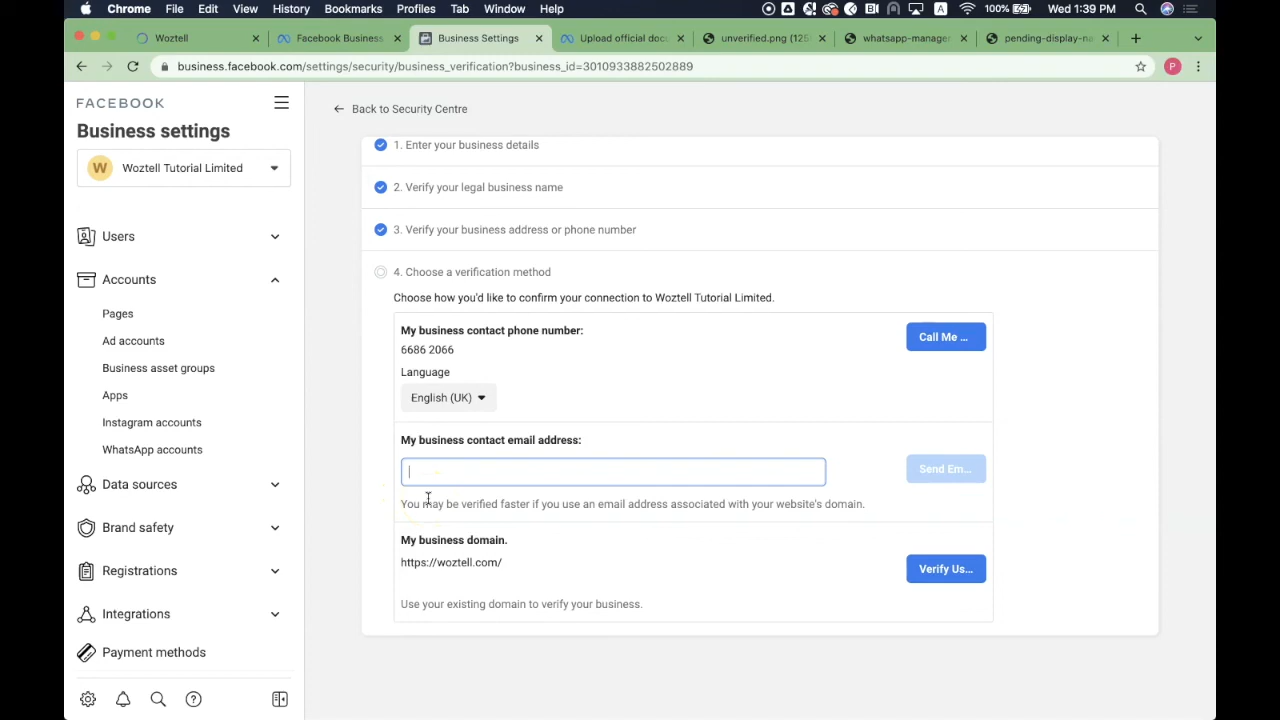 Chrome File Edit View History Bookmarks Profiles Tab Window Help 100% Wed 1:39 PM
Woztell Facebook Business Business Settings Upload official docu unverified.png (125 whatsapp-manager pending-display-na
business.facebook.com/settings/security/business_verification?business_id=3010933882502889 P
FACEBOOK
Business settings
W Woztell Tutorial Limited
Users
Accounts
Pages
Ad accounts
Business asset groups
Apps
Instagram accounts
WhatsApp accounts
Data sources
Brand safety
Registrations
Integrations
Payment methods
Back to Security Centre
1. Enter your business details
2. Verify your legal business name
3. Verify your business address or phone number
4. Choose a verification method
Choose how you'd like to confirm your connection to Woztell Tutorial Limited.
My business contact phone number:
6686 2066
Call Me ...
Language
English (UK)
My business contact email address:
Send Em...
You may be verified faster if you use an email address associated with your website's domain.
My business domain.
https://woztell.com/
Verify Us...
Use your existing domain to verify your business.